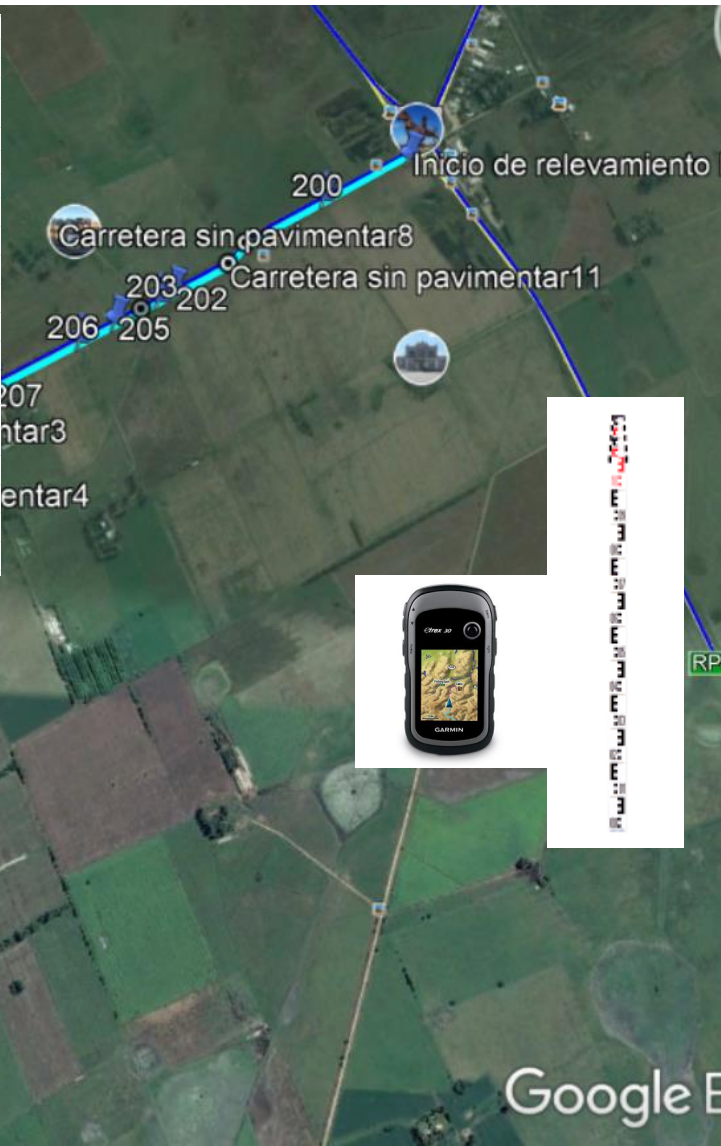 Inicio de relevamiento
200
Carretera sin pavimentar8
Carretera sin pavimentar11
203
202
206
205
207
ntar3
entar4
RP
etrex 30
GARMIN
Google E